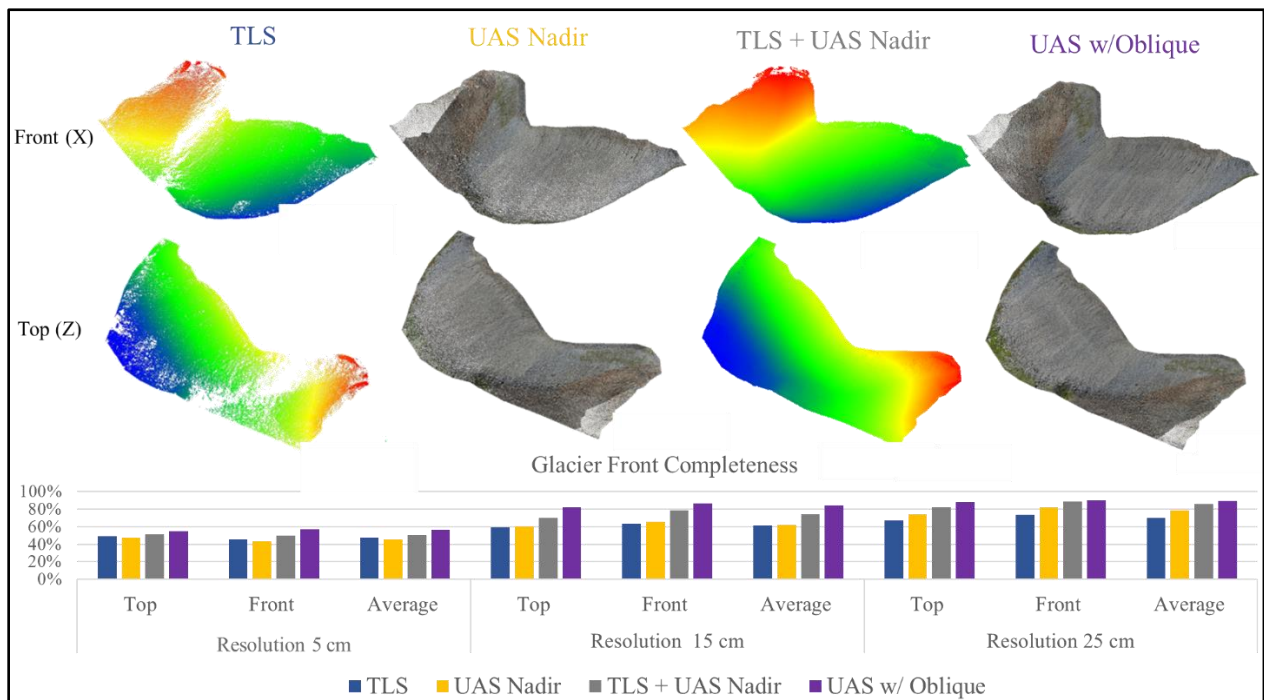 TLS UAS Nadir TLS + UAS Nadir UAS w/Oblique
Front (X)
Top (Z)
Glacier Front Completeness
100%
80%
60%
40%
20%
0%
Top Front Average Top Front Average Top Front Average
Resolution 5 cm Resolution 15 cm Resolution 25 cm
TLS UAS Nadir TLS + UAS Nadir UAS w/ Oblique